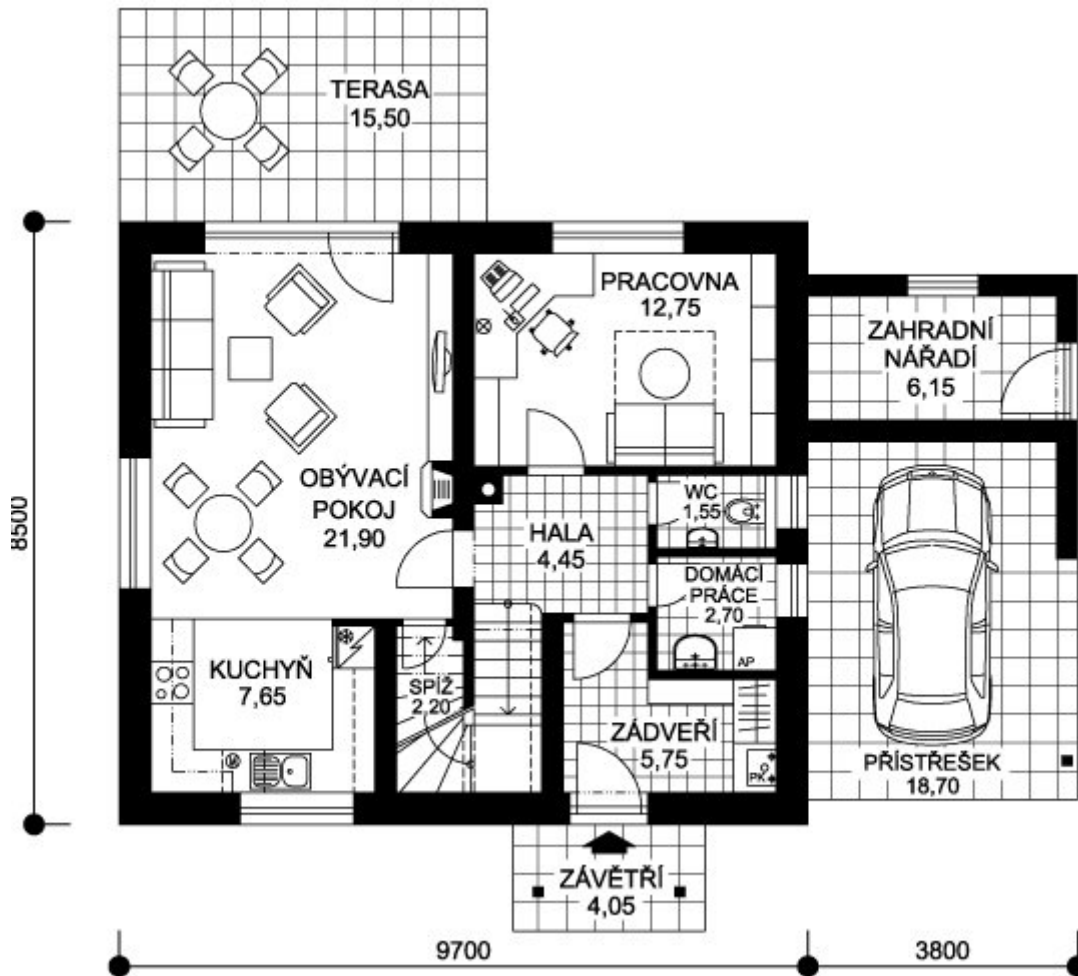 TERASA
15,50
PRACOVNA
12,75
ZAHRADNÍ
NÁŘADÍ
6,15
OBÝVACÍ
POKOJ
21,90
WC
1,55
HALA
4,45
DOMÁCÍ
PRÁCE
2,70
AP
8500
KUCHYŇ
7,65
SPÍŽ
2,20
ZÁDVEŘÍ
5,75
PK
PŘÍSTŘEŠEK
18,70
ZÁVĚTŘÍ
4,05
9700
3800